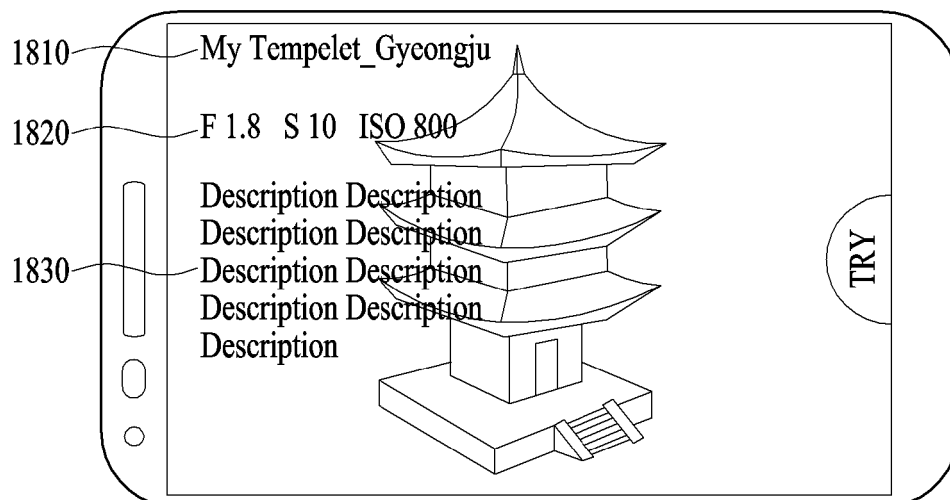 1810
My Tempelet_Gyeongju
1820
F 1.8 S 10 ISO 800
Description Description
Description Description
1830
Description Description
Description Description
Description
TRY